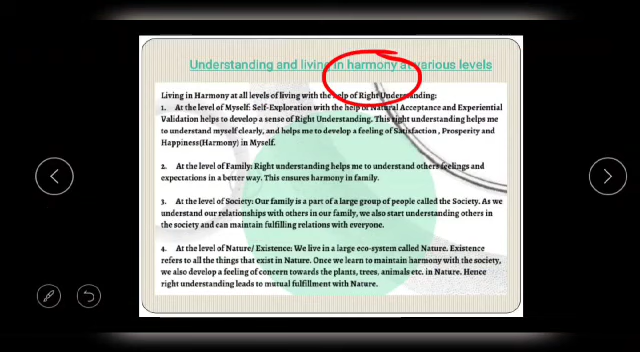 Understanding and living in harmony at various levels
Living in Harmony at all levels of living with the help of Right Understanding:
1. At the level of Myself: Self-Exploration with the help of Natural Acceptance and Experiential
Validation helps to develop a sense of Right Understanding. This right understanding helps me
to understand myself clearly, and helps me to develop a feeling of Satisfaction , Prosperity and
Happiness(Harmony) in Myself.
2. At the level of Family: Right understanding helps me to understand others feelings and
expectations in a better way. This ensures harmony in family.
3. At the level of Society: Our family is a part of a large group of people called the Society. As we
understand our relationships with others in our family, we also start understanding others in
the society and can maintain fulfilling relations with everyone.
4. At the level of Nature/ Existence: We live in a large eco-system called Nature. Existence
refers to all the things that exist in Nature. Once we learn to maintain harmony with the society,
we also develop a feeling of concern towards the plants, trees, animals etc. in Nature. Hence
right understanding leads to mutual fulfillment with Nature.